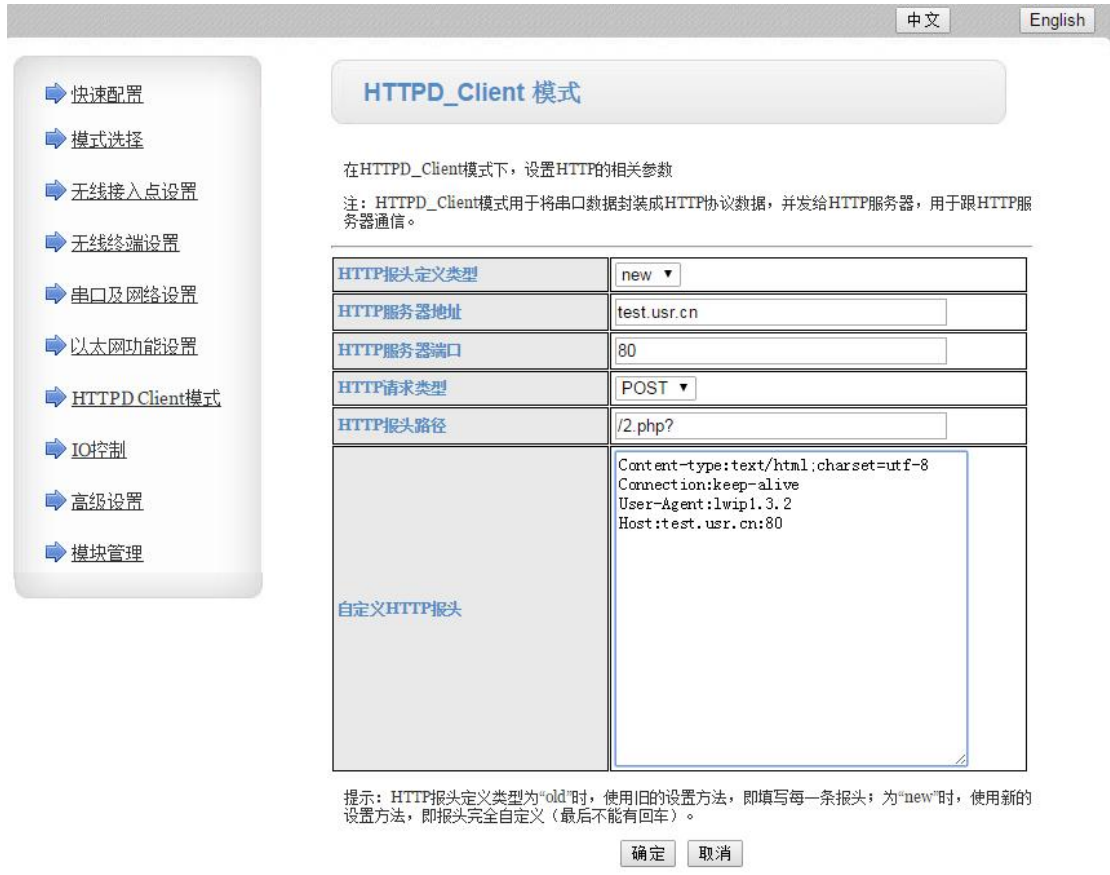 中文 English
快速配置
模式选择
无线接入点设置
无线终端设置
串口及网络设置
以太网功能设置
HTTPD Client模式
IO控制
高级设置
模块管理
HTTPD_Client 模式
在HTTPD_Client模式下，设置HTTP的相关参数
注：HTTPD_Client模式用于将串口数据封装成HTTP协议数据，并发给HTTP服务器，用于跟HTTP服
务器通信。
HTTP报头定义类型 new
HTTP服务器地址 test.usr.cn
HTTP服务器端口 80
HTTP请求类型 POST
HTTP报头路径 /2.php?
自定义HTTP报头
Content-type:text/html;charset=utf-8
Connection:keep-alive
User-Agent:lwip1.3.2
Host:test.usr.cn:80
提示：HTTP报头定义类型为“old”时，使用旧的设置方法，即填写每一条报头；为“new”时，使用新的
设置方法，即报头完全自定义（最后不能有回车）。
确定 取消